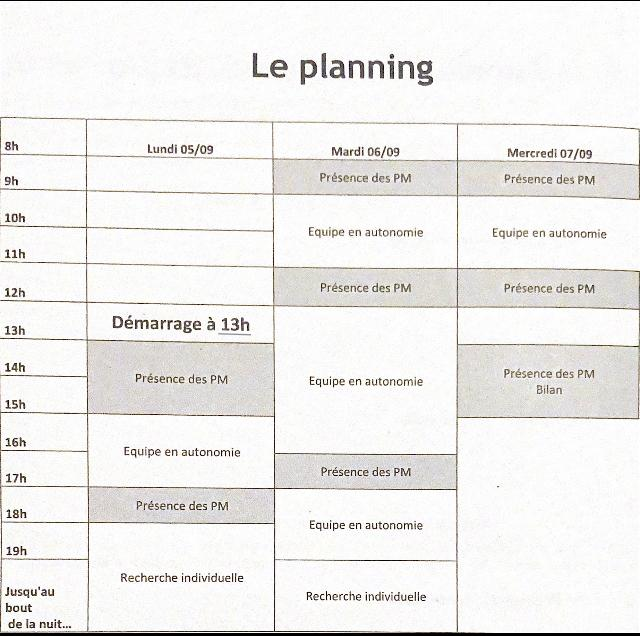 Le planning
8h
Lundi 05/09
Mardi 06/09
Mercredi 07/09
9h
Présence des PM
Présence des PM
10h
Equipe en autonomie
Equipe en autonomie
11h
12h
Présence des PM
Présence des PM
13h
Démarrage à 13h
14h
Présence des PM
Equipe en autonomie
Présence des PM
Bilan
15h
16h
Equipe en autonomie
17h
Présence des PM
18h
Présence des PM
Equipe en autonomie
19h
Recherche individuelle
Recherche individuelle
Jusqu'au
bout
de la nuit...